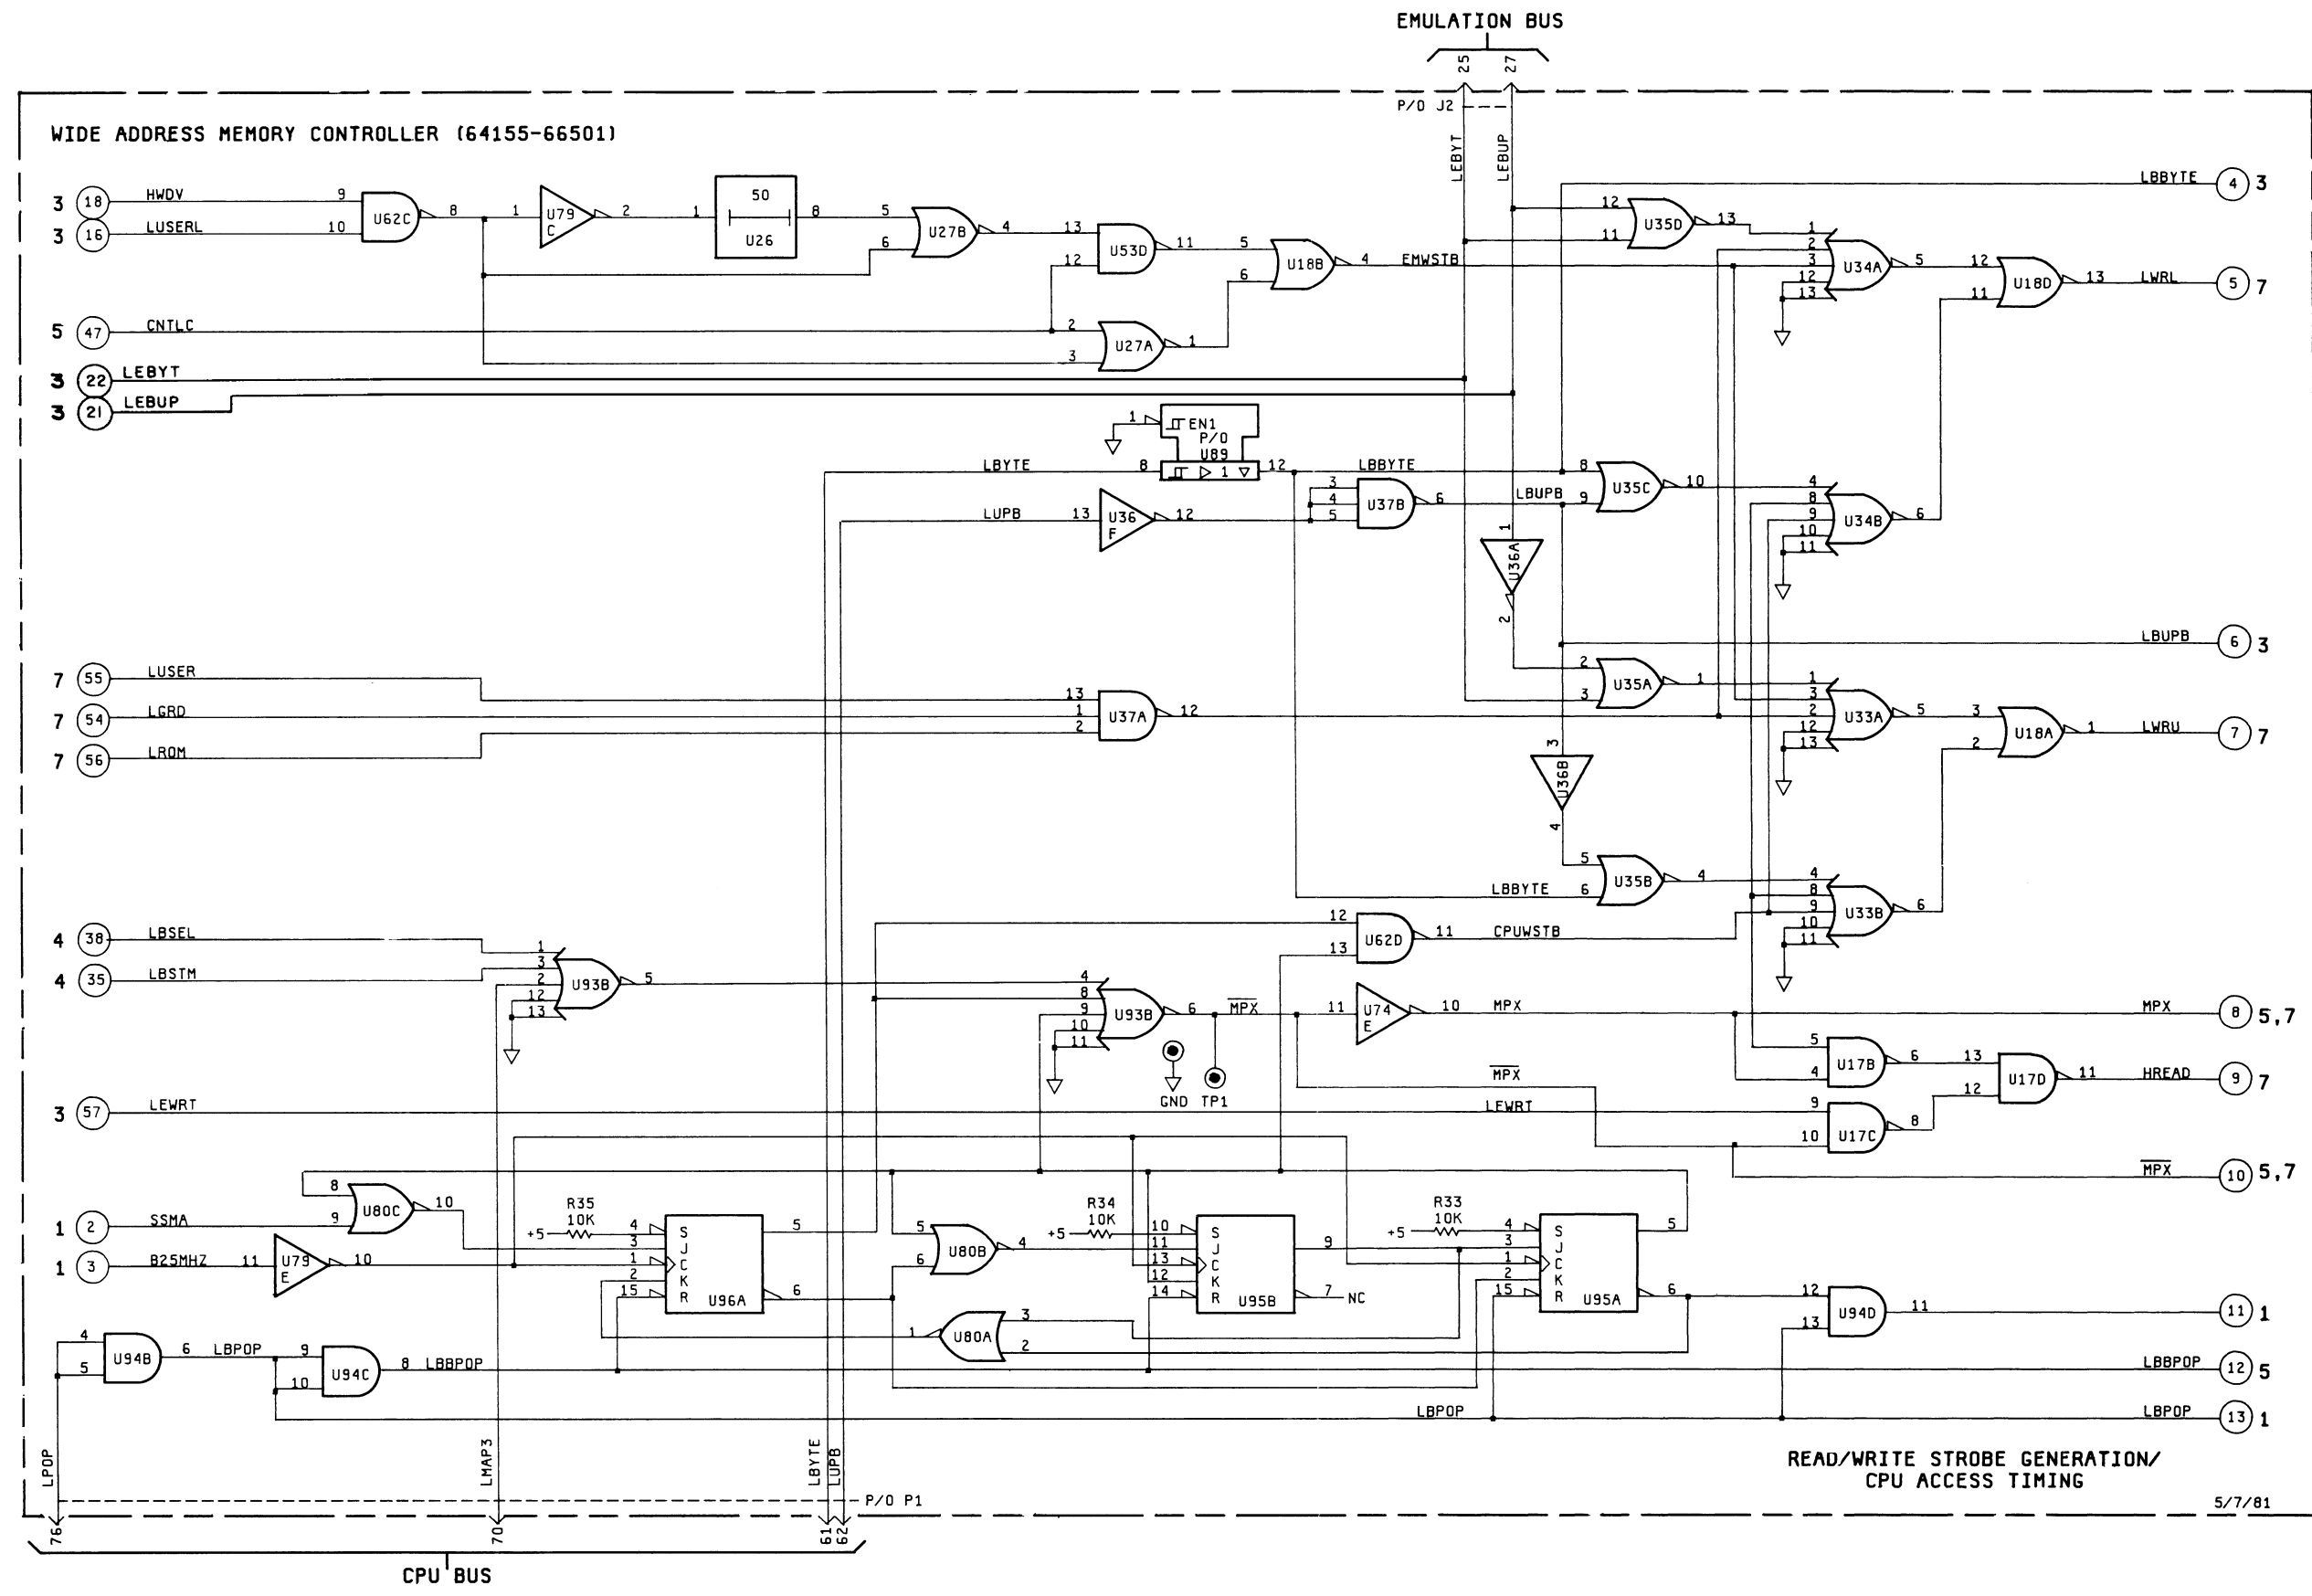 EMULATION BUS
25 27
P/O J2
WIDE ADDRESS MEMORY CONTROLLER (64155-66501)
LEBYT
LEBUP
3 18 HWDV 9
3 16 LUSERL 10
U62C 8
1 U79 C 2
1 50 U26 8
5 6 U27B 4
13 12 U53D 11
5 6 U18B 4 EMWSTB
12 11 U35D 13
1 2 3 12 13 U34A 5
12 11 U18D 13 LWRL 5 7
LBBYTE 4 3
5 47 CNTLC
2 3 U27A 1
3 22 LEBYT
3 21 LEBUP
1 EN1
P/O
U89
LBYTE 8 1 12 LBBYTE
LUPB 13 U36 F 12
3 4 5 U37B 6 LBUPB
8 9 U35C 10
4 8 9 10 11 U34B 6
1 U36A 2
LBUPB 6 3
7 55 LUSER
7 54 LGRD
7 56 LROM
13 1 2 U37A 12
2 3 U35A 1
1 3 2 12 13 U33A 5
3 2 U18A 1 LWRU 7 7
3 U36B 4
LBBYTE
5 6 U35B 4
4 8 9 10 11 U33B 6
4 38 LBSEL
4 35 LBSTM
1 3 2 12 13 U93B 5
12 13 U62D 11 CPUWSTB
4 8 9 10 11 U93B 6 MPX
11 U74 E 10 MPX
MPX 8 5,7
GND TP1
MPX
5 4 U17B 6
13 12 U17D 11 HREAD 9 7
3 57 LEWRT
LEWRT
9 10 U17C 8
MPX 10 5,7
8 9 U80C 10
1 2 SSMA
1 3 B25MHZ 11 U79 E 10
R35
10K
+5
4 3 1 2 15 S J C K R U96A 5 6
5 6 U80B 4
R34
10K
+5
10 11 13 12 14 S J C K R U95B 9 7 NC
R33
10K
+5
4 3 1 2 15 S J C K R U95A 5 6
1 U80A 3 2
12 13 U94D 11 11 1
4 5 U94B 6 LBPOP
9 10 U94C 8 LBBPOP
LBBPOP 12 5
LBPOP
LBPOP 13 1
LPOP
LMAP3
LBYTE
LUPB
READ/WRITE STROBE GENERATION/
CPU ACCESS TIMING
P/O P1
5/7/81
76 70 61 62
CPU BUS